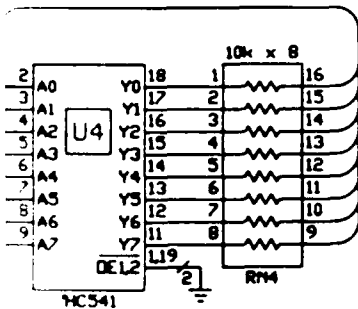 10k x 8
2 A0 Y0 18 1 16
3 A1 Y1 17 2 15
4 A2 Y2 16 3 14
5 A3 Y3 15 4 13
6 A4 Y4 14 5 12
7 A5 Y5 13 6 11
8 A6 Y6 12 7 10
9 A7 Y7 11 8 9
U4
OE1,2 1,19
2
HC541
RN4